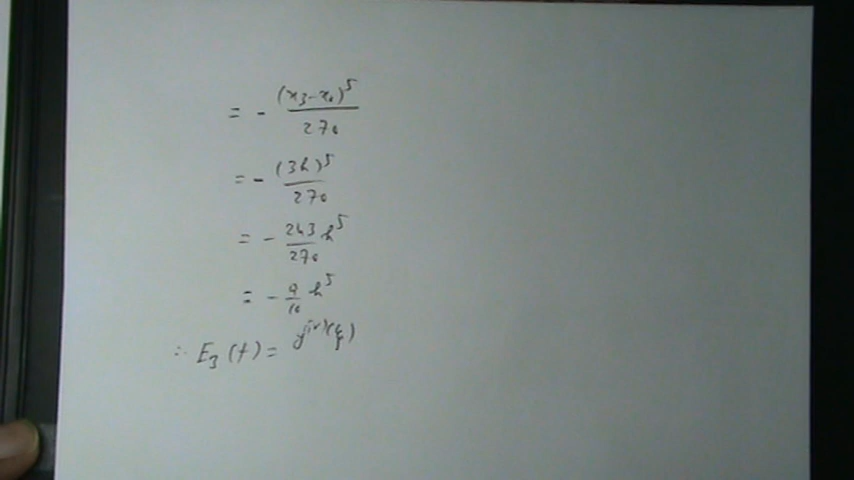 = - (x₃-x₀)⁵ / 270
= - (3h)⁵ / 270
= - 243/270 h⁵
= - 9/10 h⁵
∴ E₃(f) = f⁽ⁱᵛ⁾(ξ)